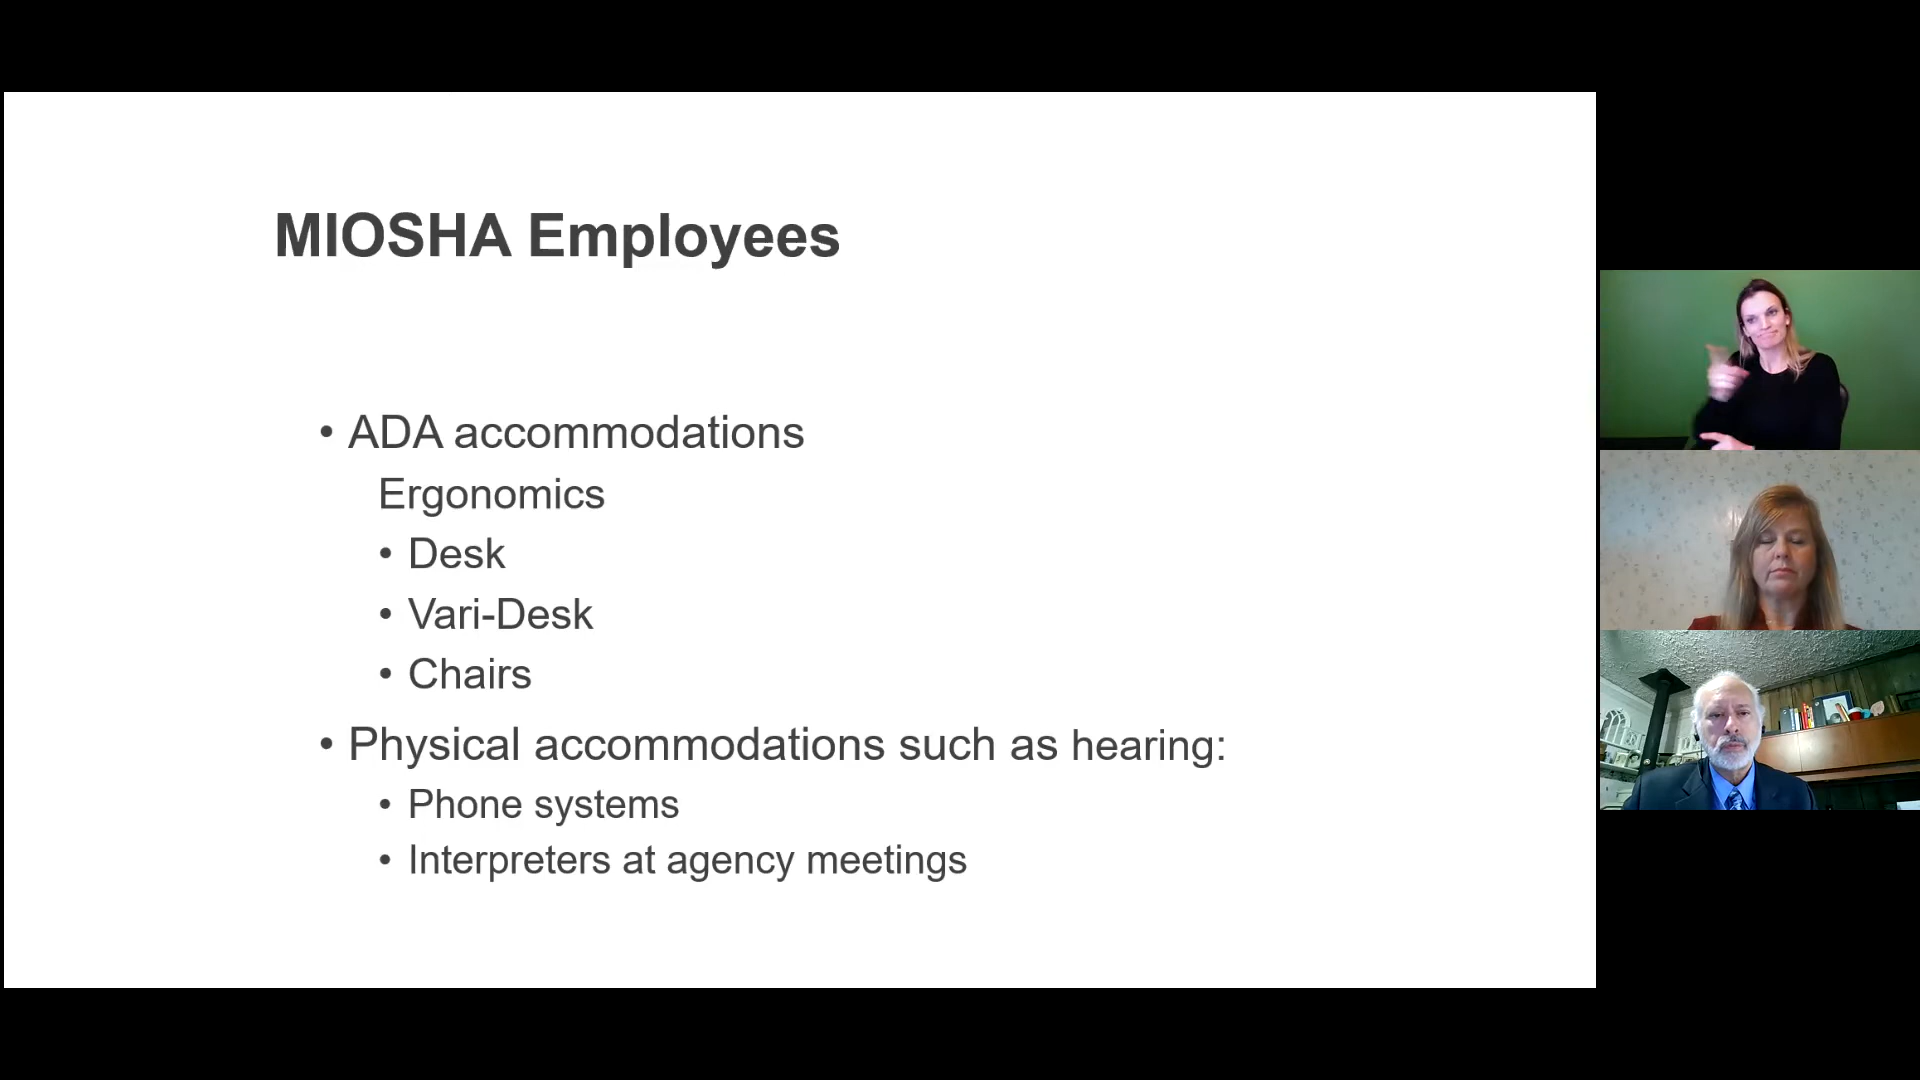 MIOSHA Employees
• ADA accommodations
Ergonomics
• Desk
• Vari-Desk
• Chairs
• Physical accommodations such as hearing:
• Phone systems
• Interpreters at agency meetings